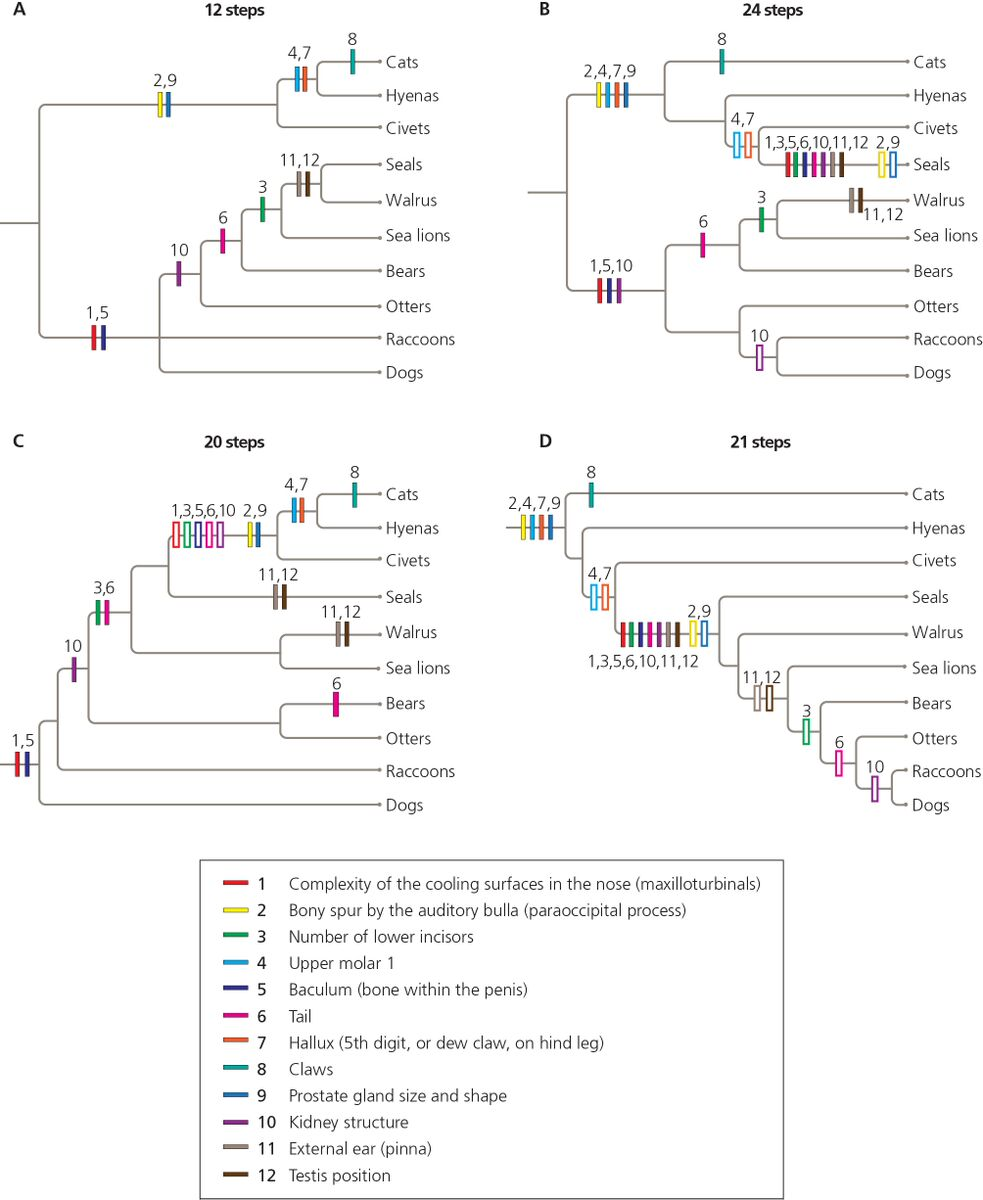 A 12 steps
8
4,7
Cats
2,9
Hyenas
Civets
11,12
Seals
3
Walrus
6
Sea lions
10
Bears
Otters
1,5
Raccoons
Dogs
B 24 steps
8
Cats
2,4,7,9
Hyenas
4,7
Civets
1,3,5,6,10,11,12 2,9
Seals
3
Walrus
11,12
6
Sea lions
1,5,10
Bears
Otters
10
Raccoons
Dogs
C 20 steps
8
4,7
Cats
1,3,5,6,10 2,9
Hyenas
Civets
11,12
Seals
3,6
11,12
Walrus
10
Sea lions
6
Bears
Otters
1,5
Raccoons
Dogs
D 21 steps
8
Cats
2,4,7,9
Hyenas
Civets
4,7
Seals
2,9
Walrus
1,3,5,6,10,11,12
Sea lions
11,12
Bears
3
Otters
6
10
Raccoons
Dogs
1 Complexity of the cooling surfaces in the nose (maxilloturbinals)
2 Bony spur by the auditory bulla (paraoccipital process)
3 Number of lower incisors
4 Upper molar 1
5 Baculum (bone within the penis)
6 Tail
7 Hallux (5th digit, or dew claw, on hind leg)
8 Claws
9 Prostate gland size and shape
10 Kidney structure
11 External ear (pinna)
12 Testis position